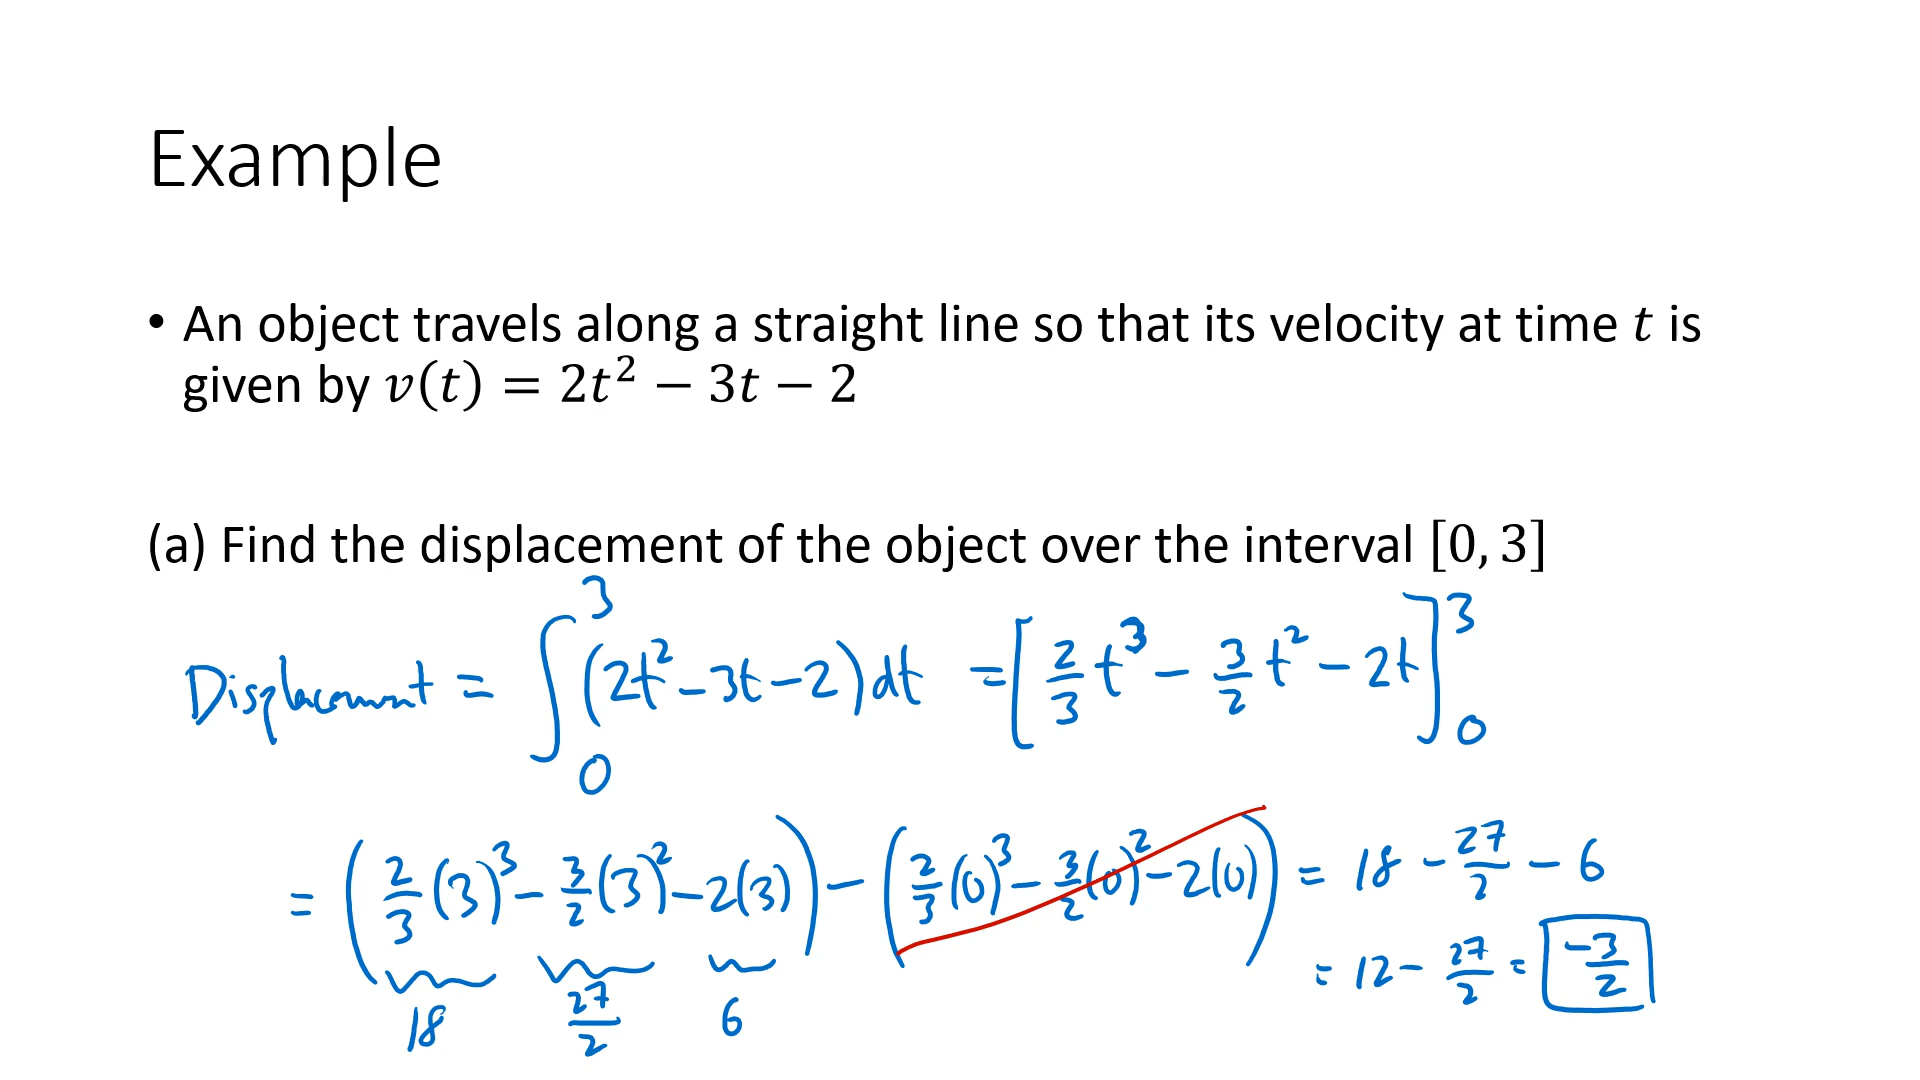 Example
• An object travels along a straight line so that its velocity at time t is
given by v(t) = 2t² − 3t − 2
(a) Find the displacement of the object over the interval [0, 3]
Displacement = ∫₀³ (2t² − 3t − 2) dt = [2/3 t³ − 3/2 t² − 2t]₀³
= (2/3 (3)³ − 3/2 (3)² − 2(3)) − (2/3 (0)³ − 3/2 (0)² − 2(0)) = 18 − 27/2 − 6
18 27/2 6
= 12 − 27/2 = −3/2